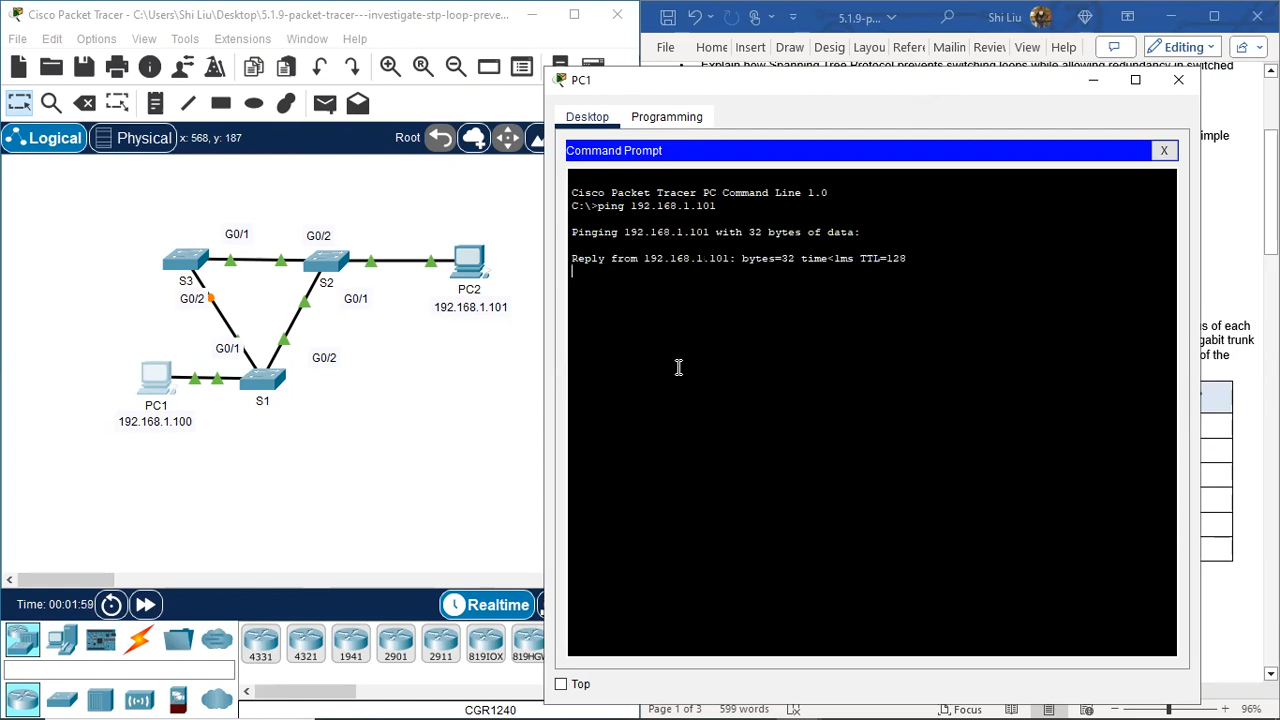 Cisco Packet Tracer - C:\Users\Shi Liu\Desktop\5.1.9-packet-tracer---investigate-stp-loop-preve...
File Edit Options View Tools Extensions Window Help
Logical Physical x: 568, y: 187 Root
G0/1 G0/2
S3 S2
G0/2 G0/1
PC2
192.168.1.101
G0/1 G0/2
PC1 S1
192.168.1.100
Time: 00:01:59 Realtime
4331 4321 1941 2901 2911 819IOX 819HGW
CGR1240
5.1.9-p... Shi Liu
File Home Insert Draw Desig Layou Refere Mailin Review View Help Editing
Explain how Spanning Tree Protocol prevents switching loops while allowing redundancy in switched
imple
s of each
gabit trunk
of the
Page 1 of 3 599 words Focus 96%
PC1
Desktop Programming
Command Prompt X
Cisco Packet Tracer PC Command Line 1.0
C:\>ping 192.168.1.101
Pinging 192.168.1.101 with 32 bytes of data:
Reply from 192.168.1.101: bytes=32 time<1ms TTL=128
Top